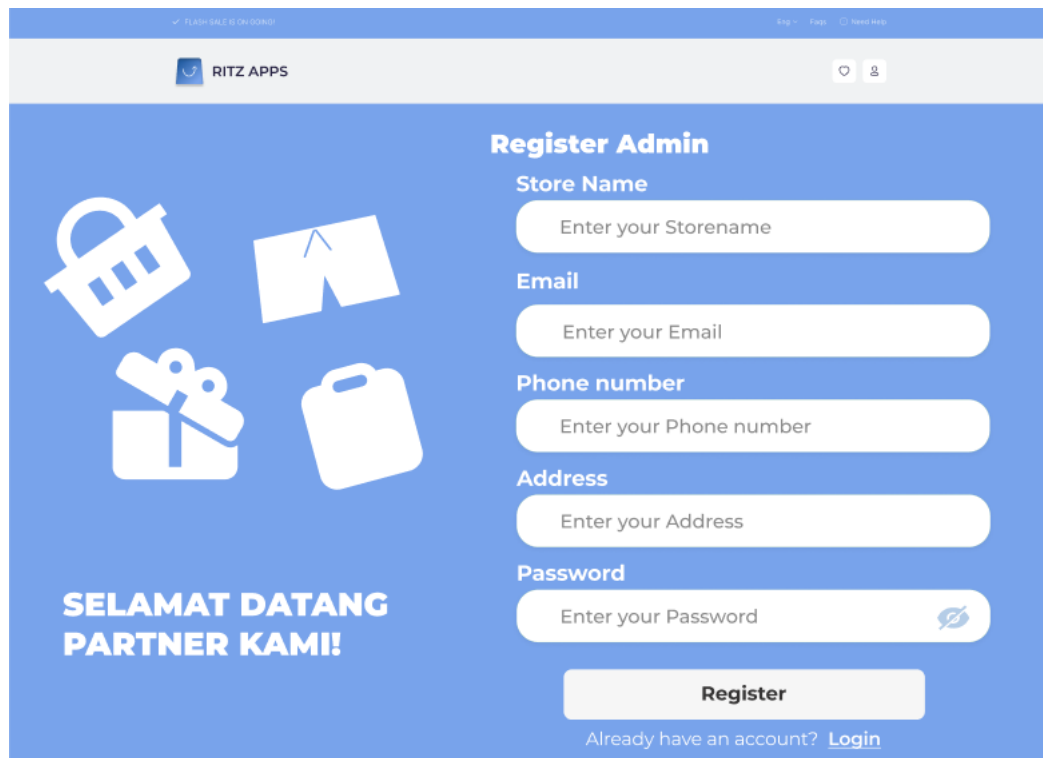 FLASH SALE IS ON GOING!
Eng Faqs Need Help
RITZ APPS
Register Admin
Store Name
Enter your Storename
Email
Enter your Email
Phone number
Enter your Phone number
Address
Enter your Address
Password
Enter your Password
SELAMAT DATANG
PARTNER KAMI!
Register
Already have an account? Login